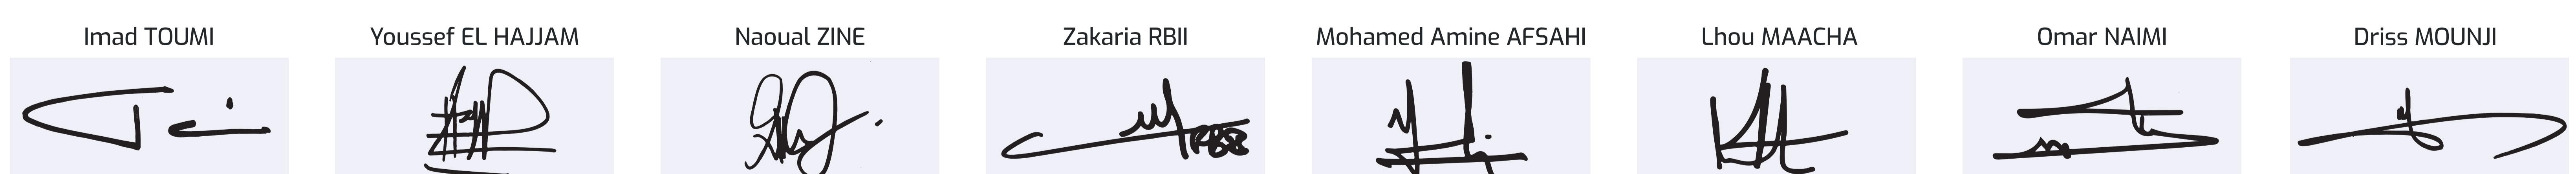 Imad TOUMI
Youssef EL HAJJAM
Naoual ZINE
Zakaria RBII
Mohamed Amine AFSAHI
Lhou MAACHA
Omar NAIMI
Driss MOUNJI